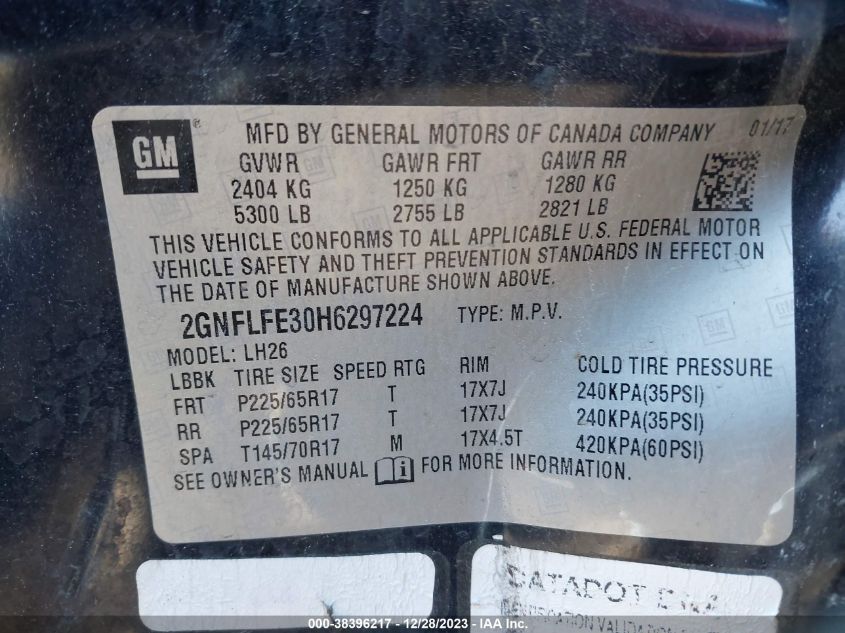 GM ® MFD BY GENERAL MOTORS OF CANADA COMPANY 01/17
GVWR GAWR FRT GAWR RR
2404 KG 1250 KG 1280 KG
5300 LB 2755 LB 2821 LB
THIS VEHICLE CONFORMS TO ALL APPLICABLE U.S. FEDERAL MOTOR
VEHICLE SAFETY AND THEFT PREVENTION STANDARDS IN EFFECT ON
THE DATE OF MANUFACTURE SHOWN ABOVE.
2GNFLFE30H6297224 TYPE: M.P.V.
MODEL: LH26
LBBK TIRE SIZE SPEED RTG RIM COLD TIRE PRESSURE
FRT P225/65R17 T 17X7J 240KPA(35PSI)
RR P225/65R17 T 17X7J 240KPA(35PSI)
SPA T145/70R17 M 17X4.5T 420KPA(60PSI)
SEE OWNER'S MANUAL i FOR MORE INFORMATION.
DATADOT
000-38396217 - 12/28/2023 - IAA Inc.